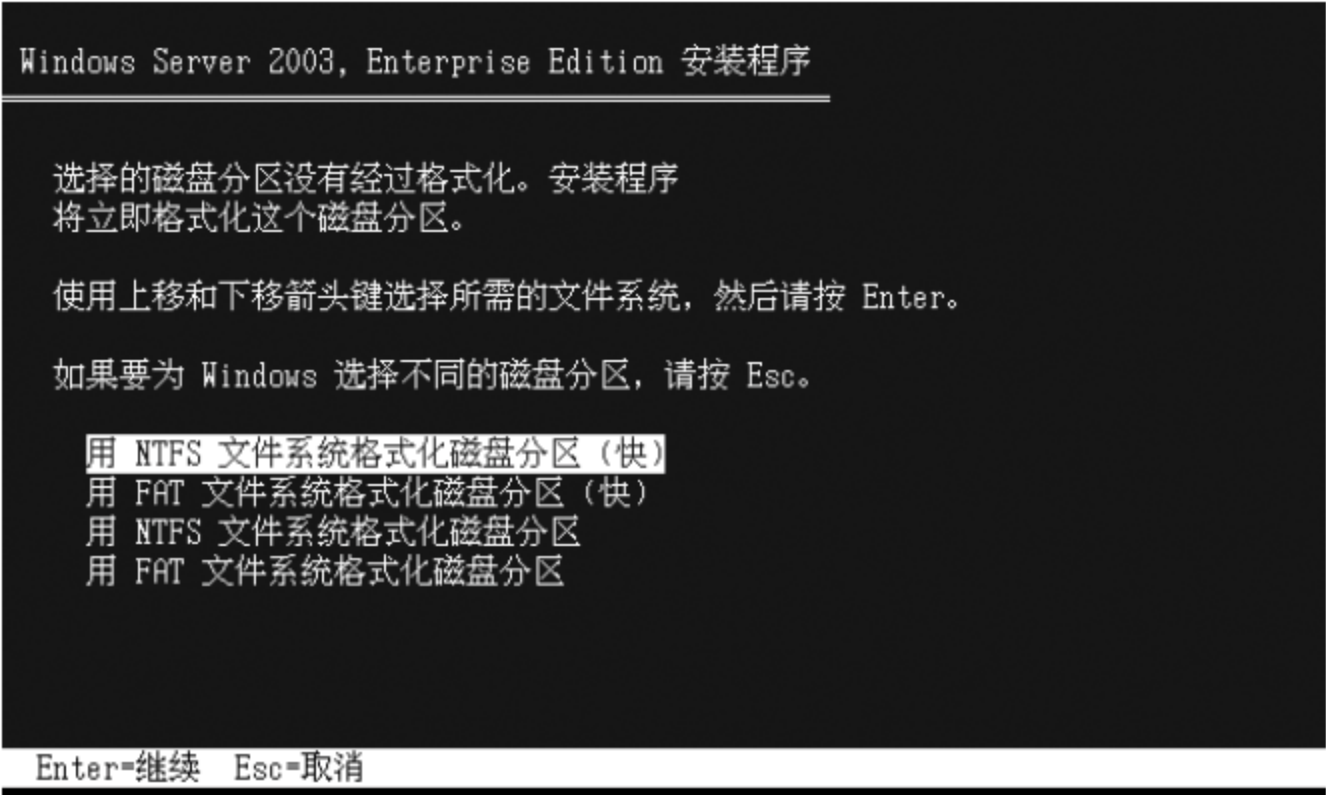 Windows Server 2003, Enterprise Edition 安装程序
选择的磁盘分区没有经过格式化。安装程序
将立即格式化这个磁盘分区。
使用上移和下移箭头键选择所需的文件系统，然后请按 Enter。
如果要为 Windows 选择不同的磁盘分区，请按 Esc。
用 NTFS 文件系统格式化磁盘分区（快）
用 FAT 文件系统格式化磁盘分区（快）
用 NTFS 文件系统格式化磁盘分区
用 FAT 文件系统格式化磁盘分区
Enter=继续 Esc=取消